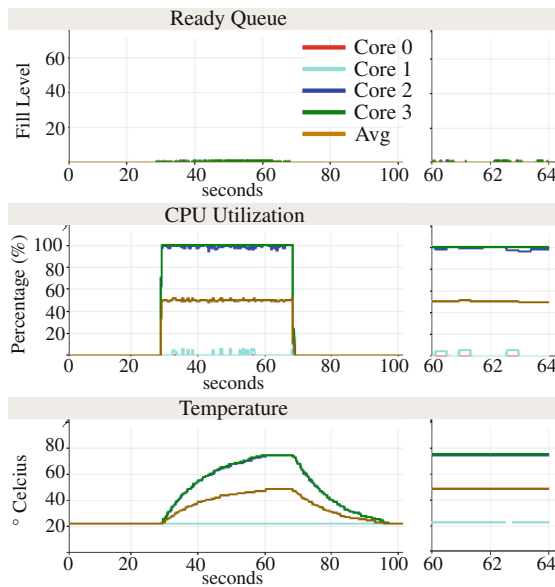 Ready Queue
Fill Level
60
40
20
Core 0
Core 1
Core 2
Core 3
Avg
0 20 40 60 80 100
seconds
60 62 64
CPU Utilization
Percentage (%)
100
80
60
40
20
0 20 40 60 80 100
seconds
60 62 64
Temperature
° Celcius
80
60
40
20
0 20 40 60 80 100
seconds
60 62 64